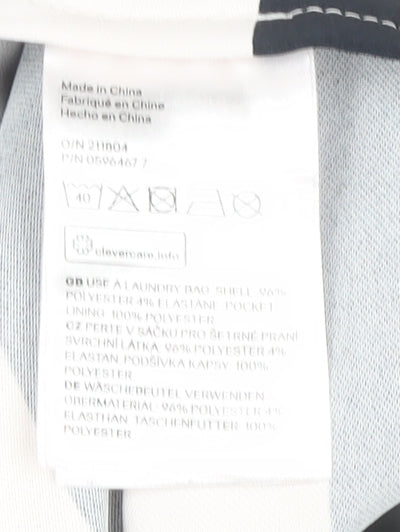 Made in China
Fabriqué en Chine
Hecho en China
O/N 211804
P/N 0596467 7
40
clevercare.info
GB USE A LAUNDRY BAG. SHELL: 96%
POLYESTER 4% ELASTANE. POCKET
LINING: 100% POLYESTER
CZ PERTE V SÁČKU PRO ŠETRNÉ PRANÍ
SVRCHNÍ LÁTKA: 96% POLYESTER 4%
ELASTAN. PODŠÍVKA KAPSY: 100%
POLYESTER
DE WÄSCHEBEUTEL VERWENDEN.
OBERMATERIAL: 96% POLYESTER 4%
ELASTHAN. TASCHENFUTTER: 100%
POLYESTER